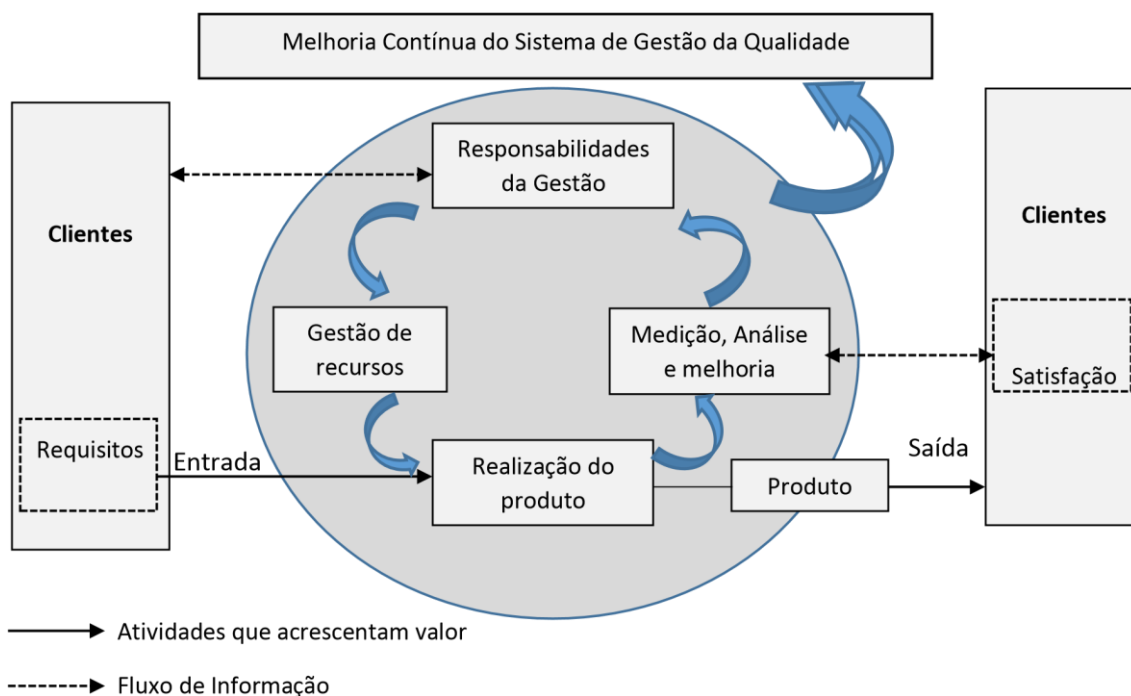 Melhoria Contínua do Sistema de Gestão da Qualidade
Responsabilidades
da Gestão
Clientes
Clientes
Gestão de
recursos
Medição, Análise
e melhoria
Satisfação
Requisitos
Entrada
Realização do
produto
Produto
Saída
Atividades que acrescentam valor
Fluxo de Informação